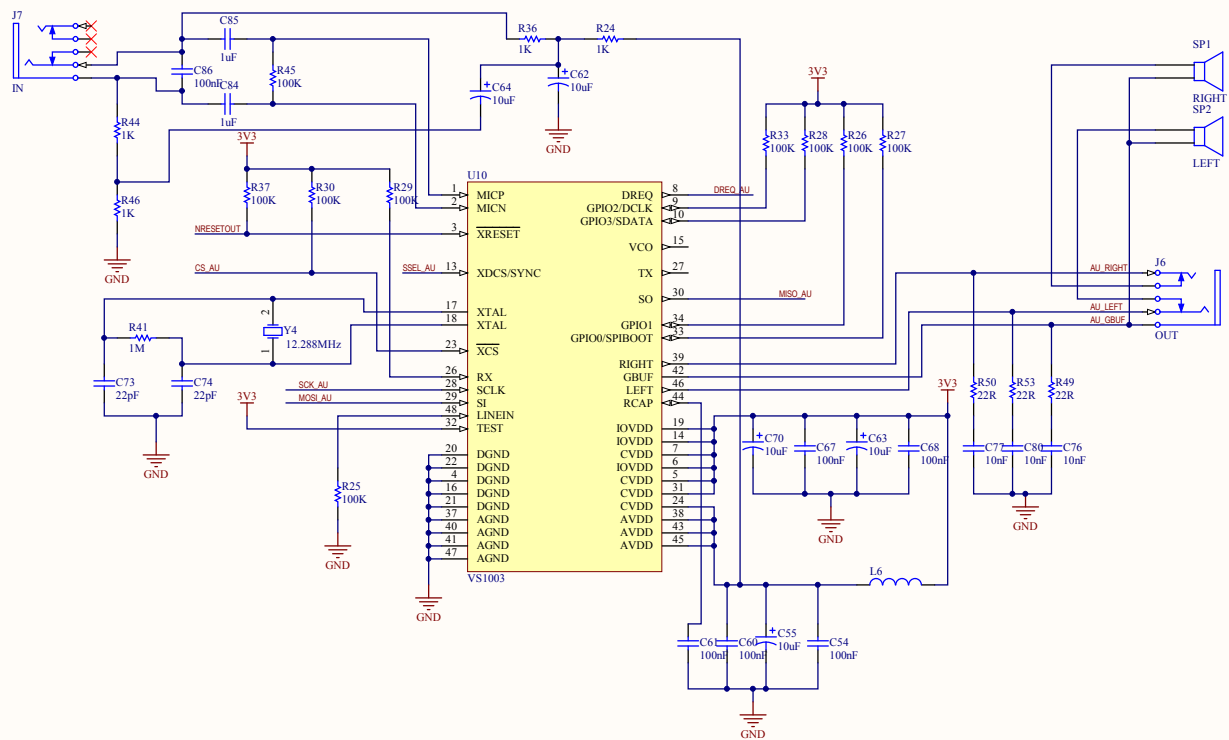 J7
IN
C85
1uF
C86
100nF
C84
1uF
R45
100K
R36
1K
R24
1K
C64
10uF
C62
10uF
GND
R44
1K
R46
1K
GND
3V3
R37
100K
R30
100K
R29
100K
NRESETOUT
CS_AU
SSEL_AU
R41
1M
2
Y4
1
12.288MHz
C73
22pF
C74
22pF
GND
SCK_AU
MOSI_AU
3V3
R25
100K
GND
GND
U10
1 MICP
2 MICN
3 XRESET
13 XDCS/SYNC
17 XTAL
18 XTAL
23 XCS
26 RX
28 SCLK
29 SI
48 LINEIN
32 TEST
20 DGND
22 DGND
4 DGND
16 DGND
21 DGND
37 AGND
40 AGND
41 AGND
47 AGND
DREQ 8
GPIO2/DCLK 9
GPIO3/SDATA 10
VCO 15
TX 27
SO 30
GPIO1 34
GPIO0/SPIBOOT 33
RIGHT 39
GBUF 42
LEFT 46
RCAP 44
IOVDD 19
IOVDD 14
CVDD 7
IOVDD 6
CVDD 5
CVDD 31
CVDD 24
AVDD 38
AVDD 43
AVDD 45
VS1003
DREQ_AU
MISO_AU
3V3
R33
100K
R28
100K
R26
100K
R27
100K
SP1
RIGHT
SP2
LEFT
AU_RIGHT
AU_LEFT
AU_GBUF
J6
OUT
R50
22R
R53
22R
R49
22R
C77
10nF
C80
10nF
C76
10nF
GND
3V3
C70
10uF
C67
100nF
C63
10uF
C68
100nF
GND
L6
C61
100nF
C60
100nF
C55
10uF
C54
100nF
GND